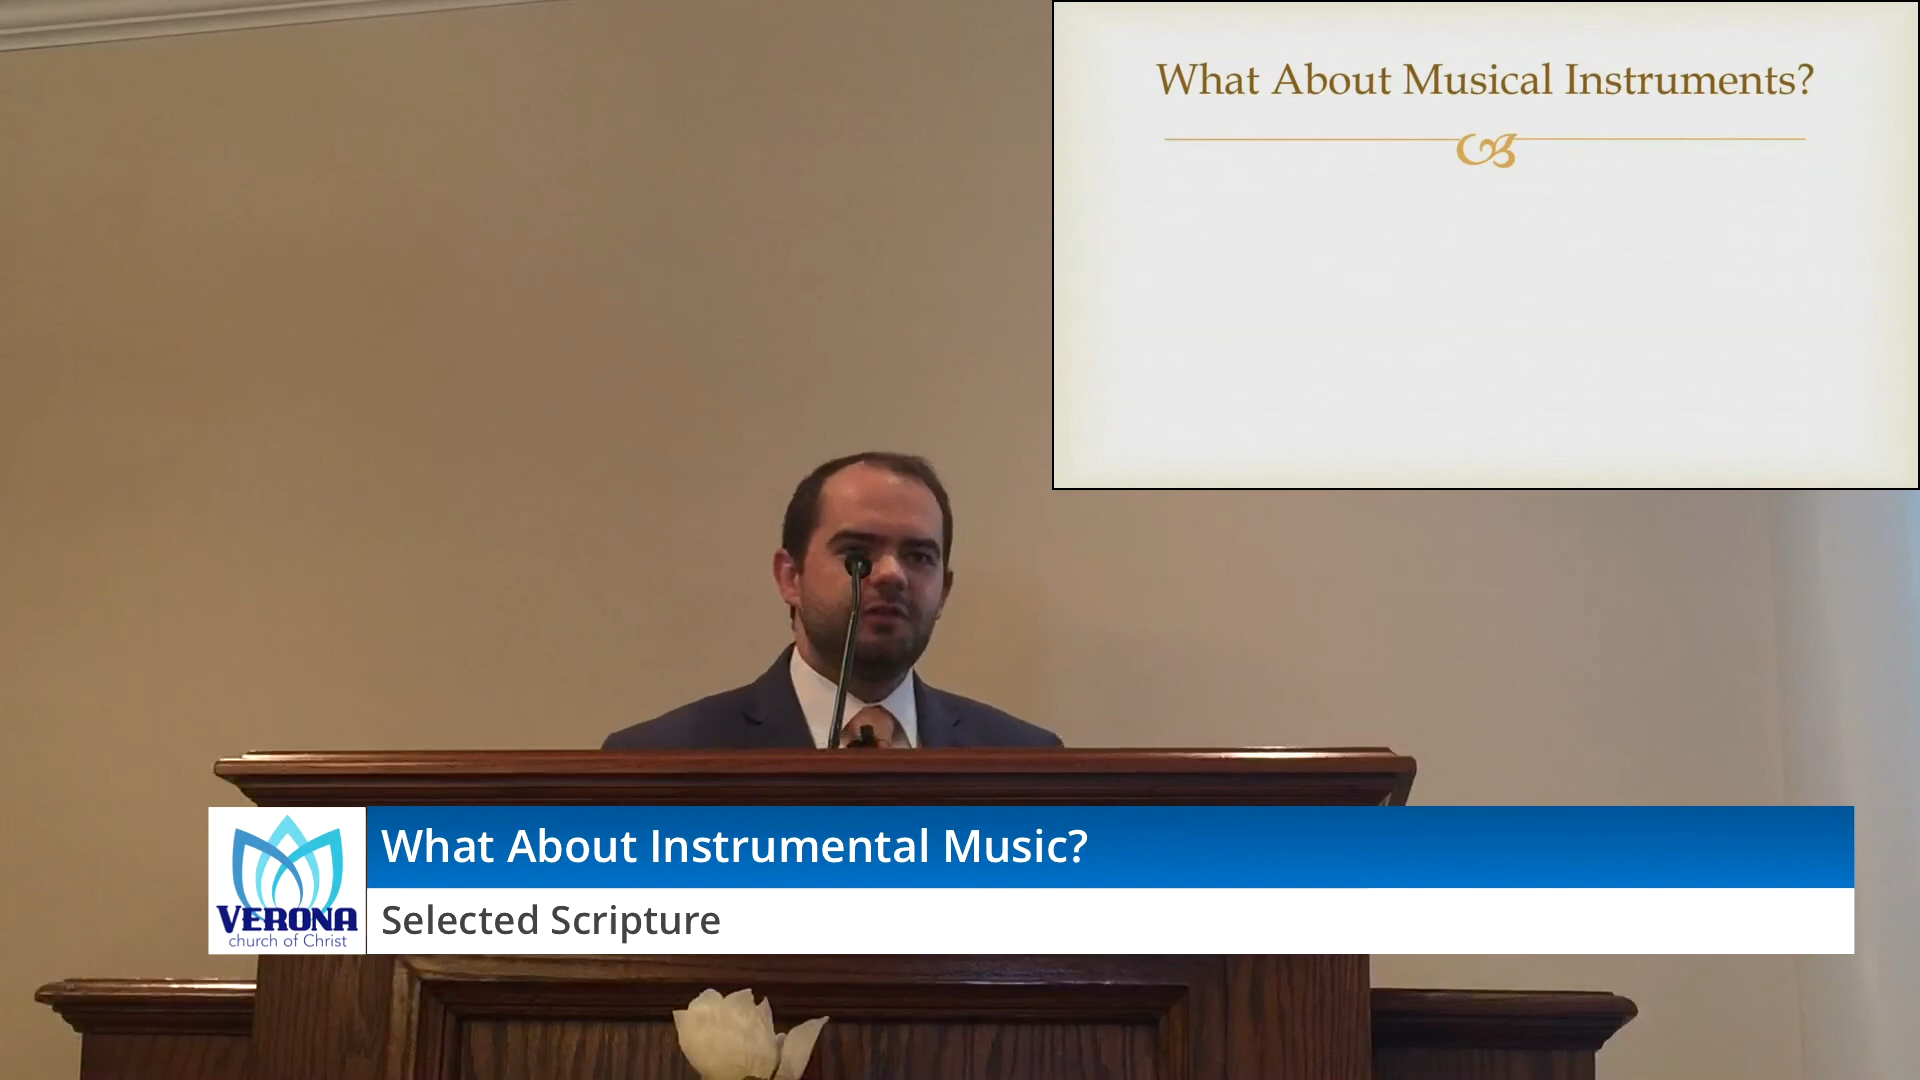 What About Musical Instruments?
What About Instrumental Music?
Selected Scripture
VERONA
church of Christ